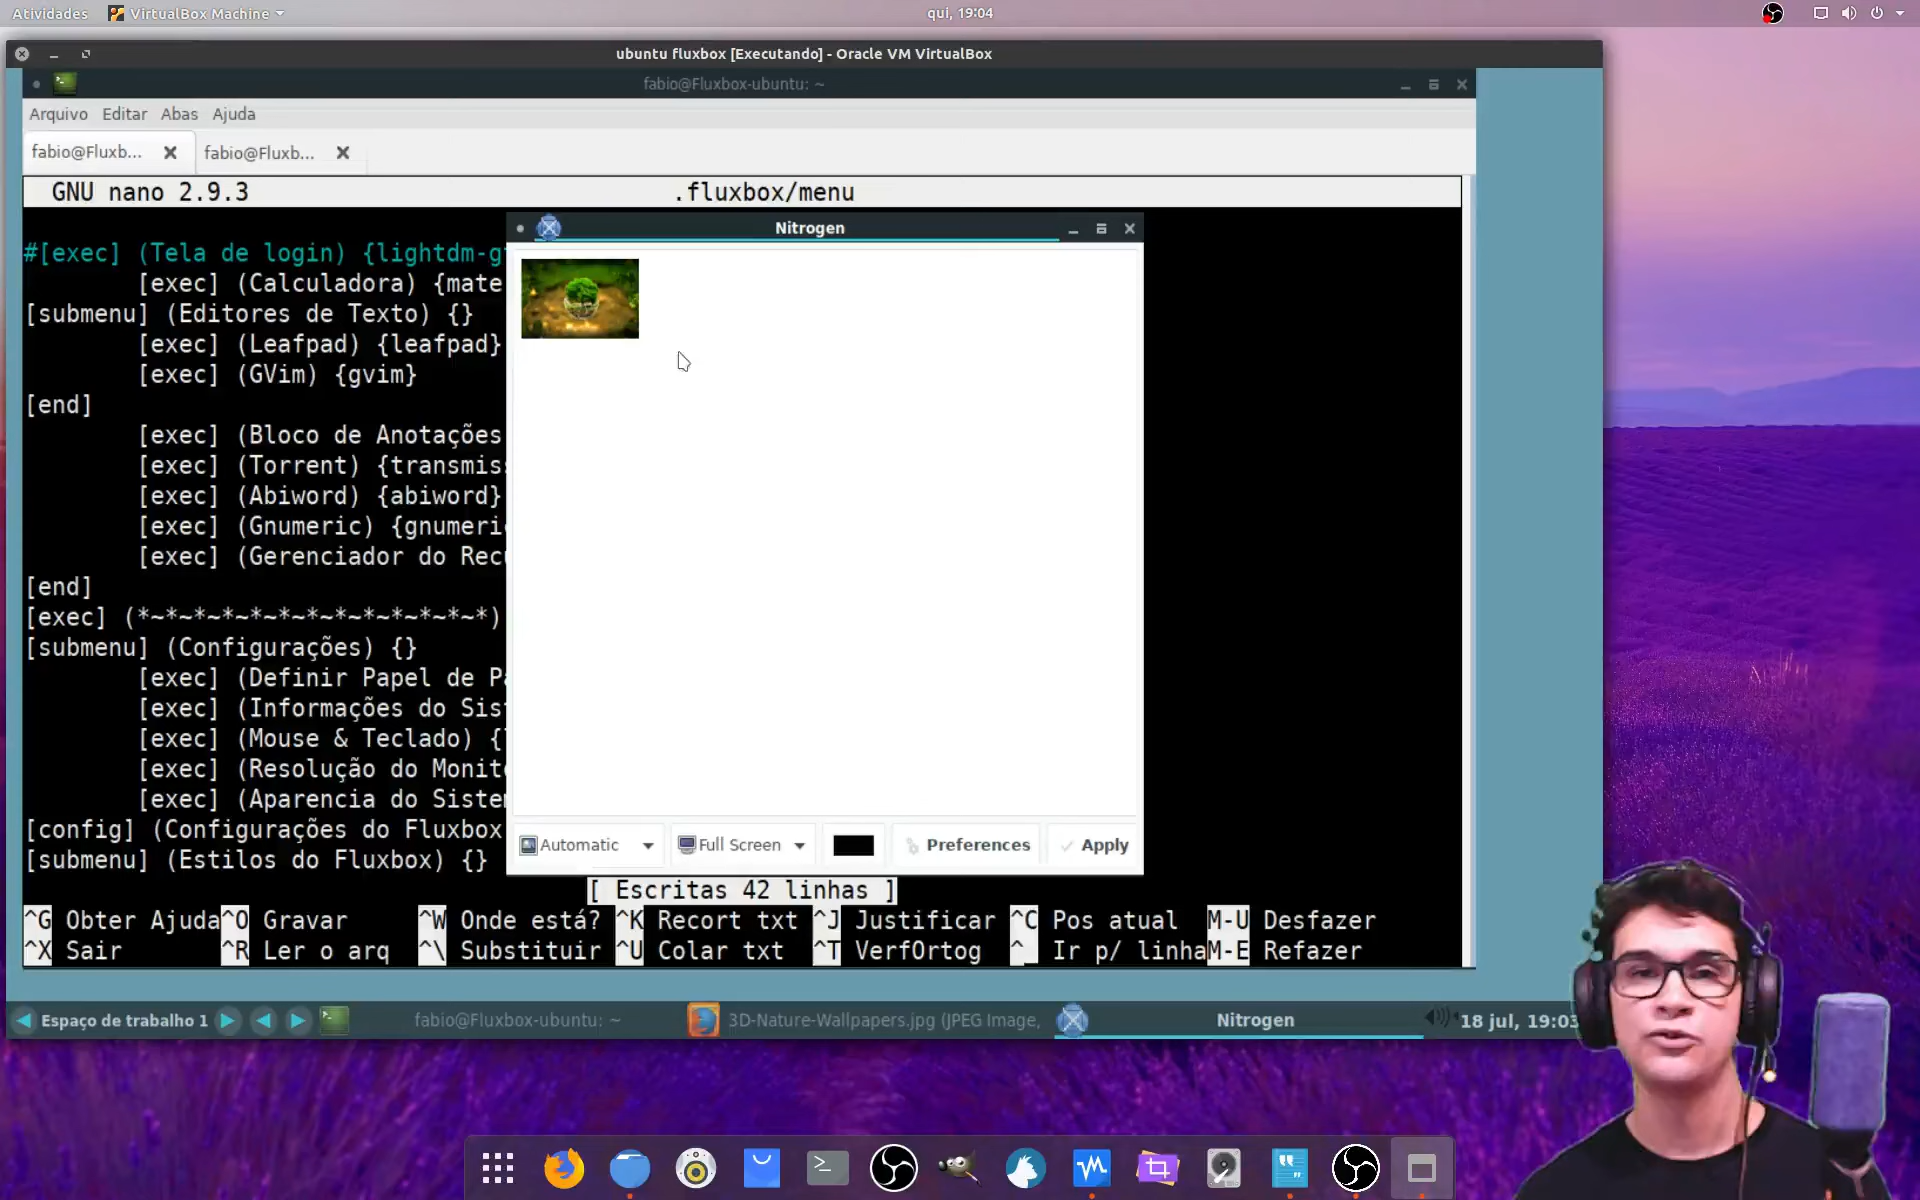 Atividades
VirtualBox Machine
qui, 19:04
ubuntu fluxbox [Executando] - Oracle VM VirtualBox
fabio@Fluxbox-ubuntu: ~
Arquivo Editar Abas Ajuda
fabio@Fluxb...
fabio@Fluxb...
GNU nano 2.9.3 .fluxbox/menu
Nitrogen
#[exec] (Tela de login) {lightdm-g
[exec] (Calculadora) {mate
[submenu] (Editores de Texto) {}
[exec] (Leafpad) {leafpad}
[exec] (GVim) {gvim}
[end]
[exec] (Bloco de Anotações
[exec] (Torrent) {transmis
[exec] (Abiword) {abiword}
[exec] (Gnumeric) {gnumeri
[exec] (Gerenciador do Rec
[end]
[exec] (*~*~*~*~*~*~*~*~*~*~*~*~*)
[submenu] (Configurações) {}
[exec] (Definir Papel de P
[exec] (Informações do Sis
[exec] (Mouse & Teclado) {
[exec] (Resolução do Monit
[exec] (Aparencia do Siste
[config] (Configurações do Fluxbox
[submenu] (Estilos do Fluxbox) {}
Automatic
Full Screen
Preferences
Apply
[ Escritas 42 linhas ]
^G Obter Ajuda ^O Gravar ^W Onde está? ^K Recort txt ^J Justificar ^C Pos atual M-U Desfazer
^X Sair ^R Ler o arq ^\ Substituir ^U Colar txt ^T VerfOrtog ^_ Ir p/ linha M-E Refazer
Espaço de trabalho 1
fabio@Fluxbox-ubuntu: ~
3D-Nature-Wallpapers.jpg (JPEG Image,
Nitrogen
18 jul, 19:03